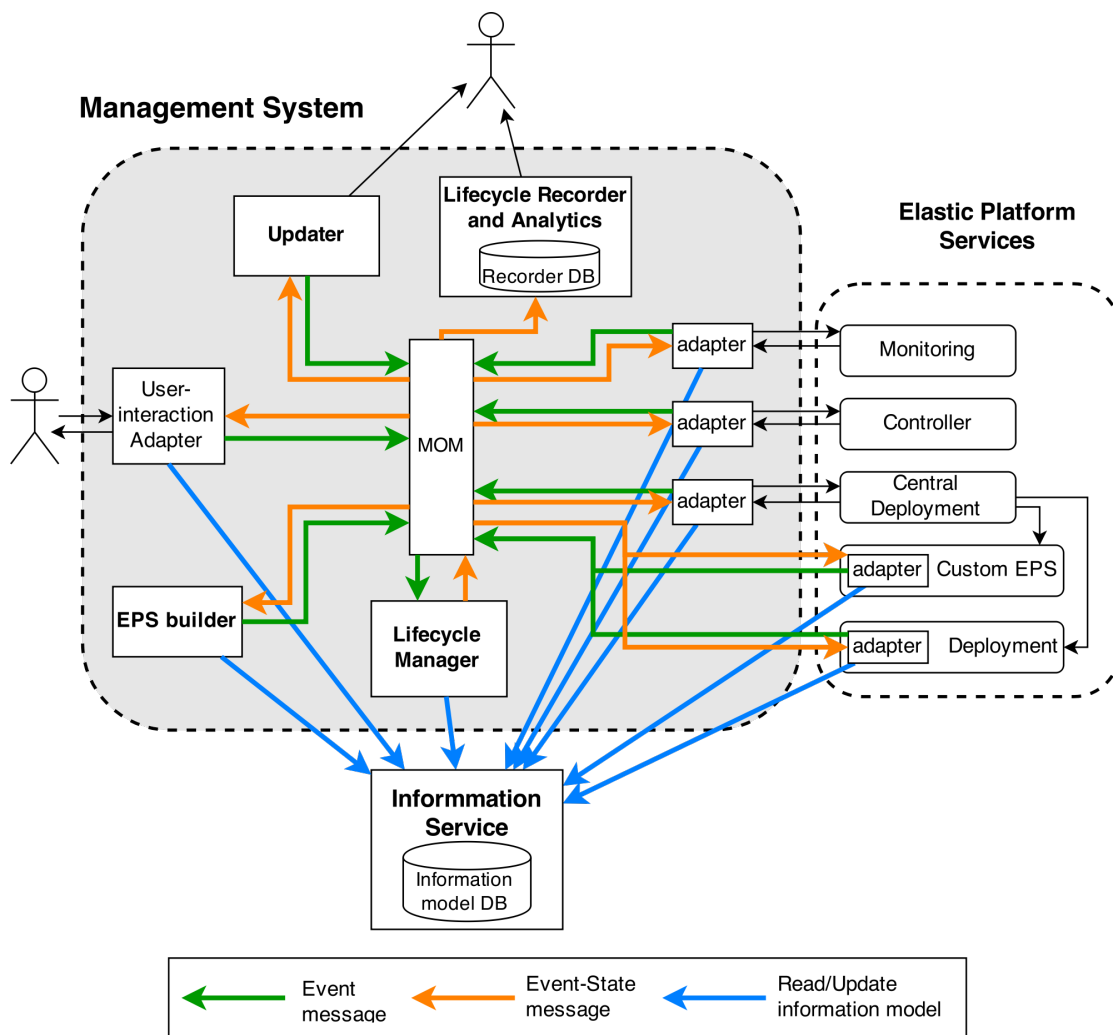 Management System
Lifecycle Recorder
and Analytics
Recorder DB
Updater
Elastic Platform
Services
User-
interaction
Adapter
MOM
adapter
Monitoring
adapter
Controller
adapter
Central
Deployment
adapter
Custom EPS
adapter
Deployment
EPS builder
Lifecycle
Manager
Informmation
Service
Information
model DB
Event
message
Event-State
message
Read/Update
information model